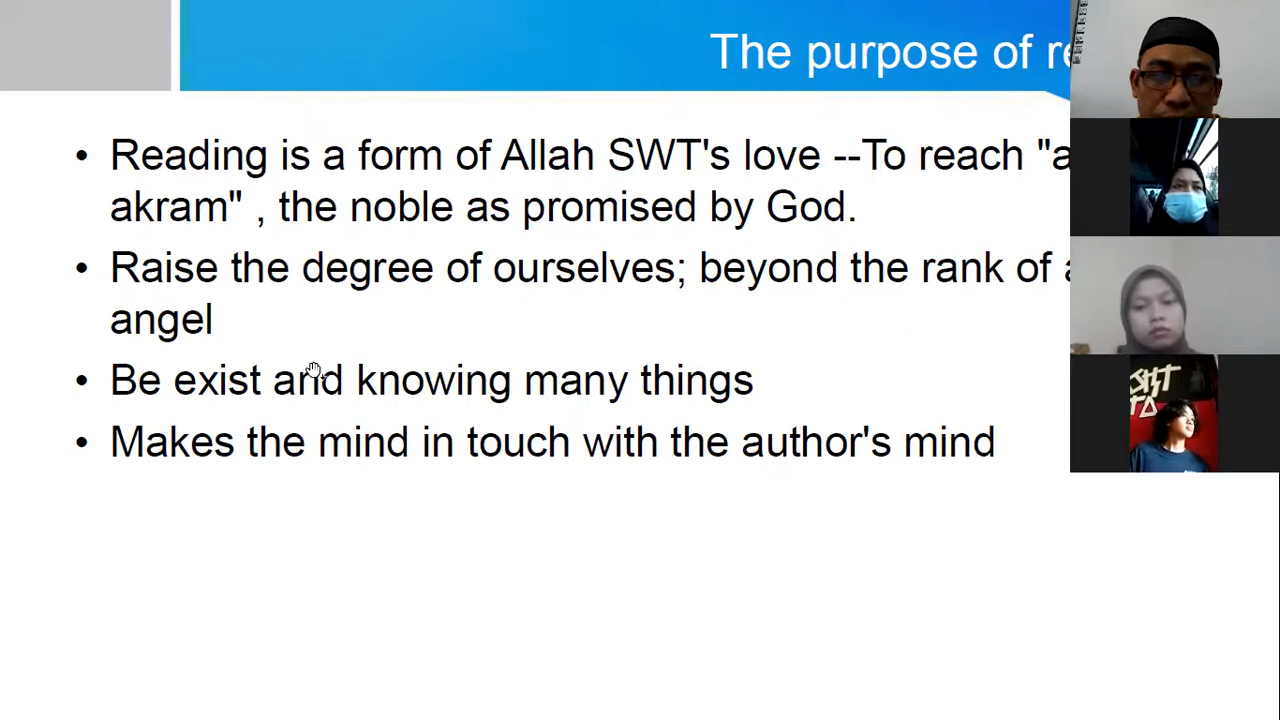 The purpose of
Reading is a form of Allah SWT's love --To reach
akram" , the noble as promised by God.
Raise the degree of ourselves; beyond the rank of
angel
Be exist and knowing many things
Makes the mind in touch with the author's mind